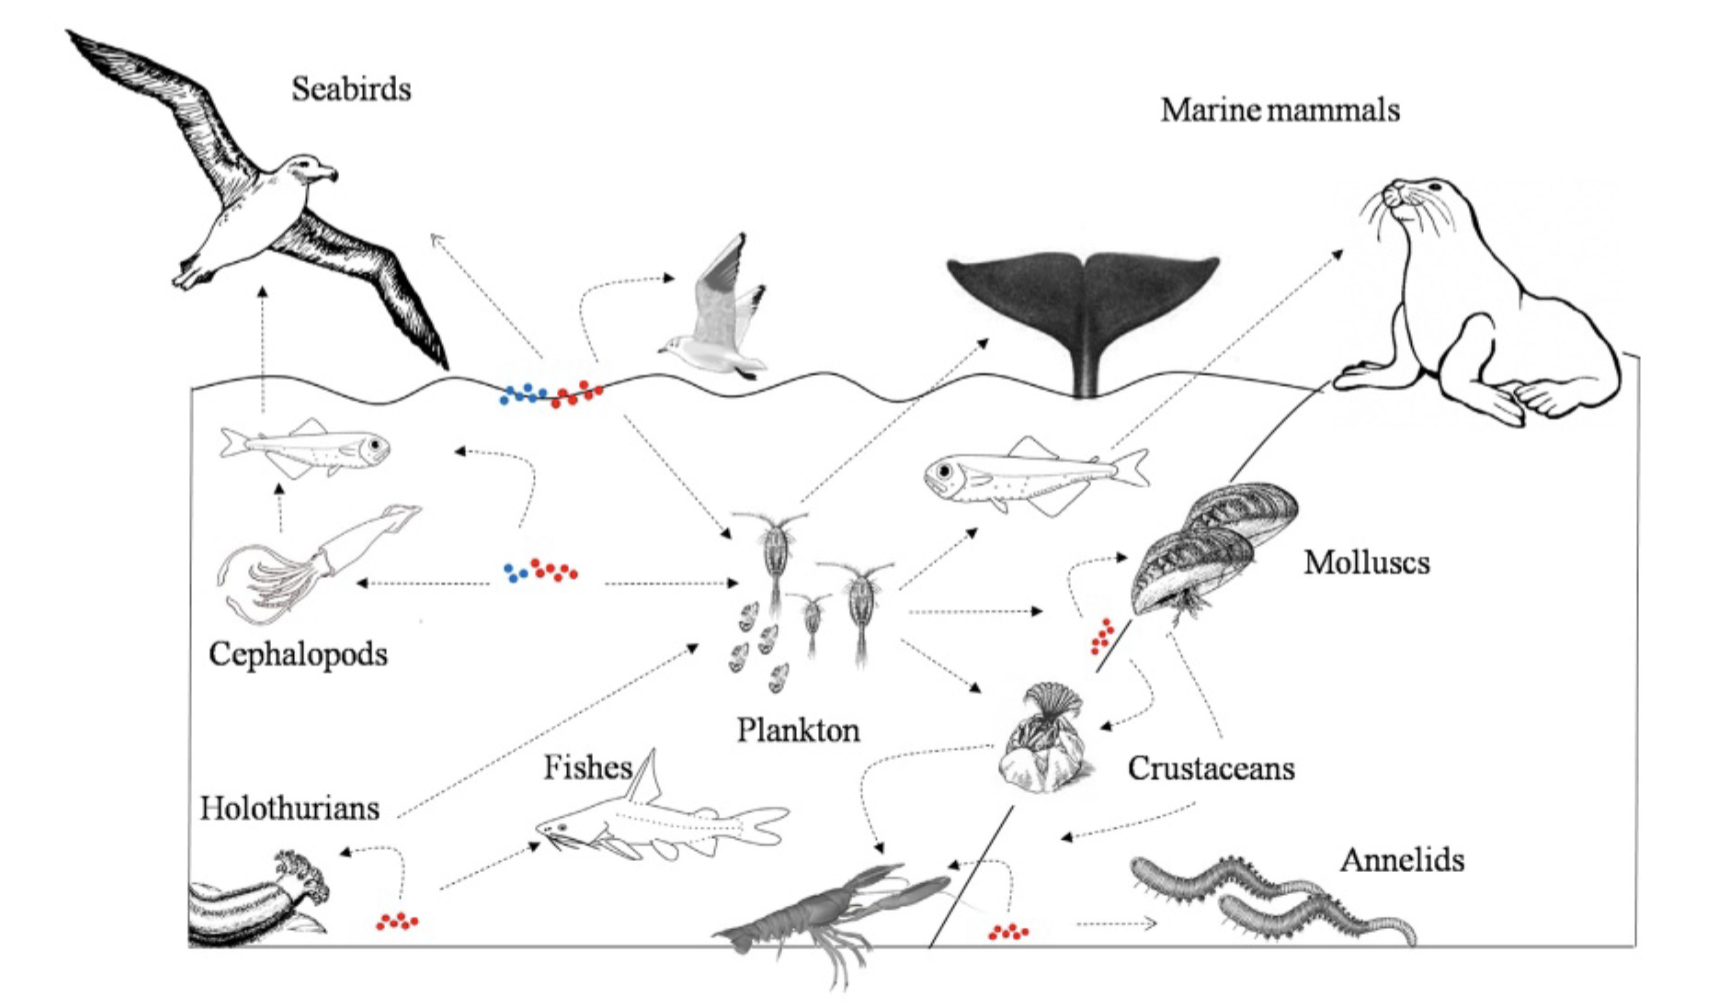 Seabirds
Marine mammals
Molluscs
Cephalopods
Plankton
Fishes
Crustaceans
Holothurians
Annelids